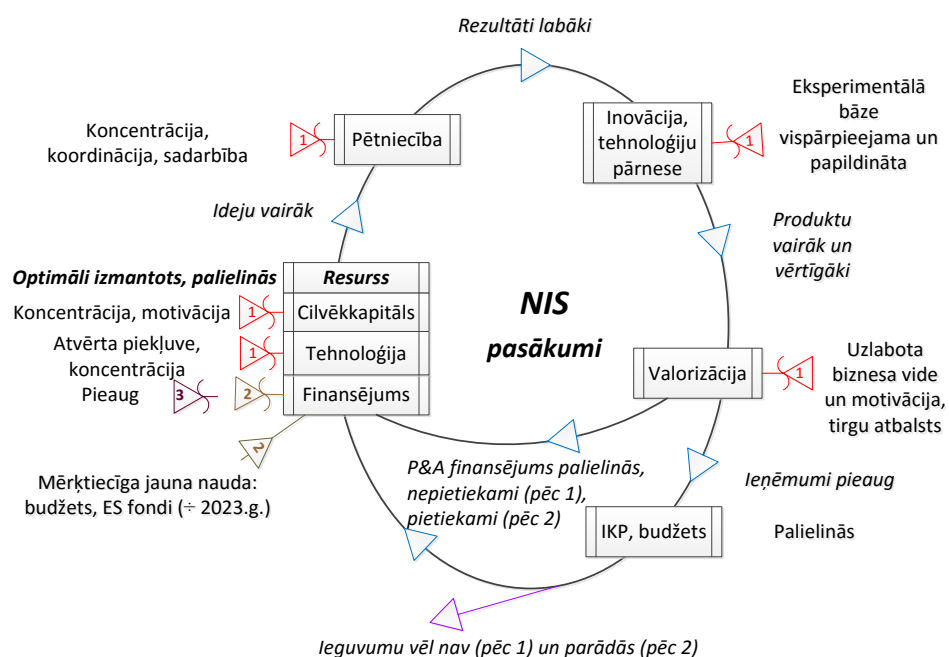 Rezultāti labāki
Koncentrācija,
koordinācija, sadarbība
1
Pētniecība
Inovācija,
tehnoloģiju
pārnese
1
Eksperimentālā
bāze
vispārpieejama un
papildināta
Ideju vairāk
Produktu
vairāk un
vērtīgāki
Optimāli izmantots, palielinās
Resurss
Koncentrācija, motivācija
1
Cilvēkkapitāls
Atvērta piekļuve,
koncentrācija
1
Tehnoloģija
Pieaug
3
2
Finansējums
NIS
pasākumi
Valorizācija
1
Uzlabota
biznesa vide
un motivācija,
tirgu atbalsts
2
Mērķtiecīga jauna nauda:
budžets, ES fondi (÷ 2023.g.)
P&A finansējums palielinās,
nepietiekami (pēc 1),
pietiekami (pēc 2)
Ieņēmumi pieaug
IKP, budžets
Palielinās
Ieguvumu vēl nav (pēc 1) un parādās (pēc 2)